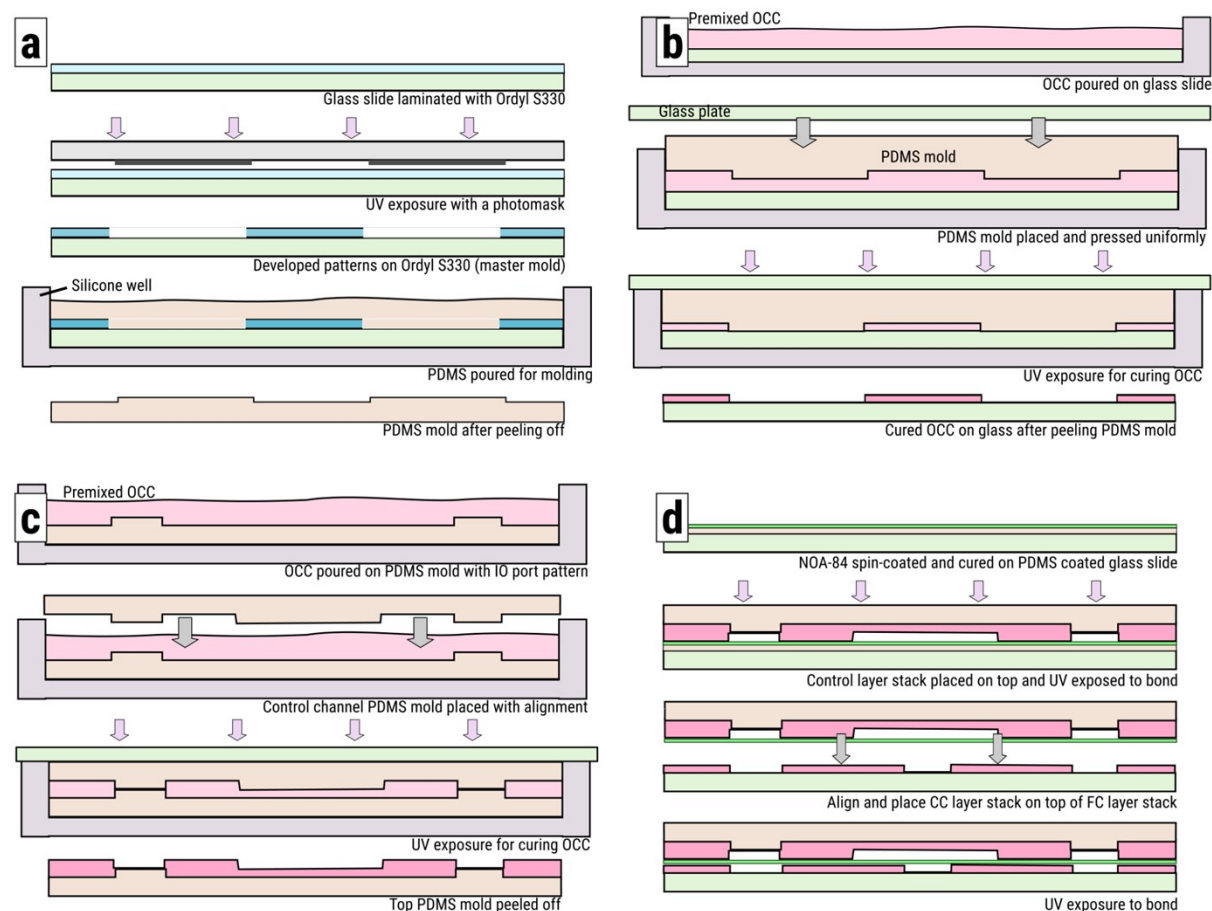 a
Glass slide laminated with Ordyl S330
UV exposure with a photomask
Developed patterns on Ordyl S330 (master mold)
Silicone well
PDMS poured for molding
PDMS mold after peeling off
b
Premixed OCC
OCC poured on glass slide
Glass plate
PDMS mold
PDMS mold placed and pressed uniformly
UV exposure for curing OCC
Cured OCC on glass after peeling PDMS mold
c
Premixed OCC
OCC poured on PDMS mold with IO port pattern
Control channel PDMS mold placed with alignment
UV exposure for curing OCC
Top PDMS mold peeled off
d
NOA-84 spin-coated and cured on PDMS coated glass slide
Control layer stack placed on top and UV exposed to bond
Align and place CC layer stack on top of FC layer stack
UV exposure to bond